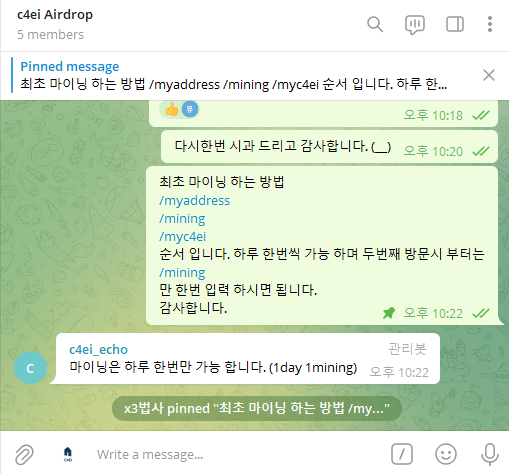 c4ei Airdrop
5 members
Pinned message
최초 마이닝 하는 방법 /myaddress /mining /myc4ei 순서 입니다. 하루 한...
오후 10:18
다시한번 시과 드리고 감사합니다. (__)
오후 10:20
최초 마이닝 하는 방법
/myaddress
/mining
/myc4ei
순서 입니다. 하루 한번씩 가능 하며 두번째 방문시 부터는
/mining
만 한번 입력 하시면 됩니다.
감사합니다.
오후 10:22
c4ei_echo
관리봇
C
마이닝은 하루 한번만 가능 합니다. (1day 1mining)
오후 10:22
x3법사 pinned "최초 마이닝 하는 방법 /my..."
Write a message...